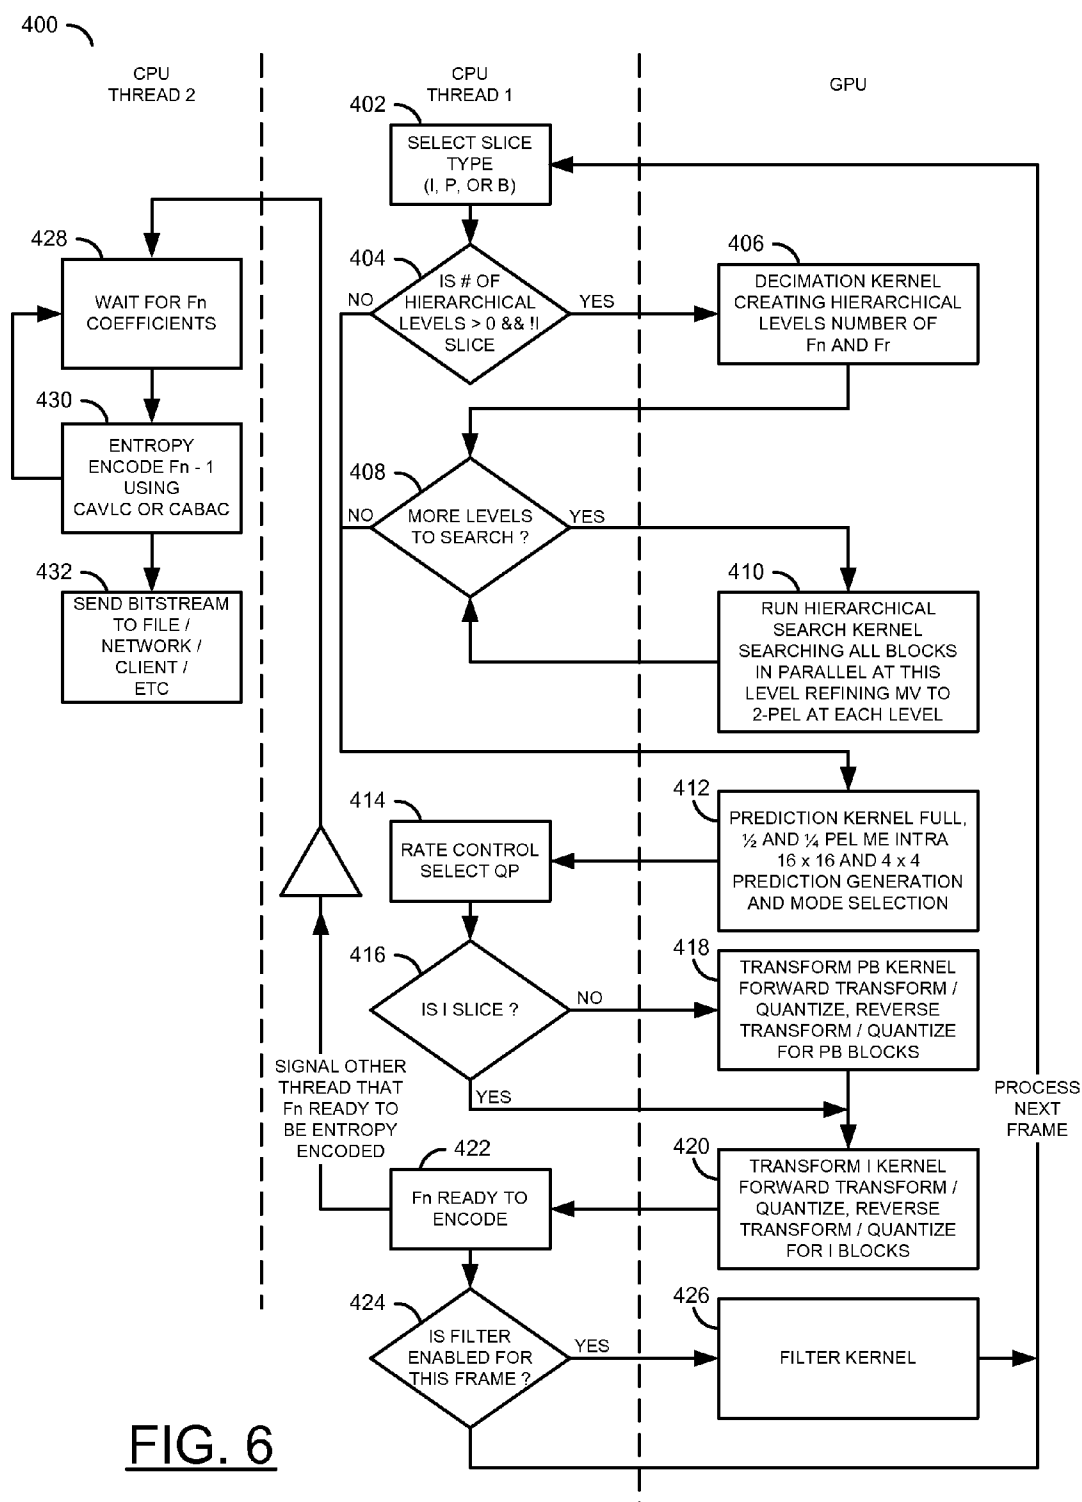 400
CPU
THREAD 2
CPU
THREAD 1
GPU
402
SELECT SLICE
TYPE
(I, P, OR B)
404
IS # OF
HIERARCHICAL
LEVELS > 0 && !I
SLICE
NO
YES
406
DECIMATION KERNEL
CREATING HIERARCHICAL
LEVELS NUMBER OF
Fn AND Fr
428
WAIT FOR Fn
COEFFICIENTS
430
ENTROPY
ENCODE Fn - 1
USING
CAVLC OR CABAC
432
SEND BITSTREAM
TO FILE /
NETWORK /
CLIENT /
ETC
408
MORE LEVELS
TO SEARCH ?
NO
YES
410
RUN HIERARCHICAL
SEARCH KERNEL
SEARCHING ALL BLOCKS
IN PARALLEL AT THIS
LEVEL REFINING MV TO
2-PEL AT EACH LEVEL
412
PREDICTION KERNEL FULL,
½ AND ¼ PEL ME INTRA
16 x 16 AND 4 x 4
PREDICTION GENERATION
AND MODE SELECTION
414
RATE CONTROL
SELECT QP
416
IS I SLICE ?
NO
YES
418
TRANSFORM PB KERNEL
FORWARD TRANSFORM /
QUANTIZE, REVERSE
TRANSFORM / QUANTIZE
FOR PB BLOCKS
SIGNAL OTHER
THREAD THAT
Fn READY TO
BE ENTROPY
ENCODED
PROCESS
NEXT
FRAME
420
TRANSFORM I KERNEL
FORWARD TRANSFORM /
QUANTIZE, REVERSE
TRANSFORM / QUANTIZE
FOR I BLOCKS
422
Fn READY TO
ENCODE
424
IS FILTER
ENABLED FOR
THIS FRAME ?
YES
426
FILTER KERNEL
FIG. 6